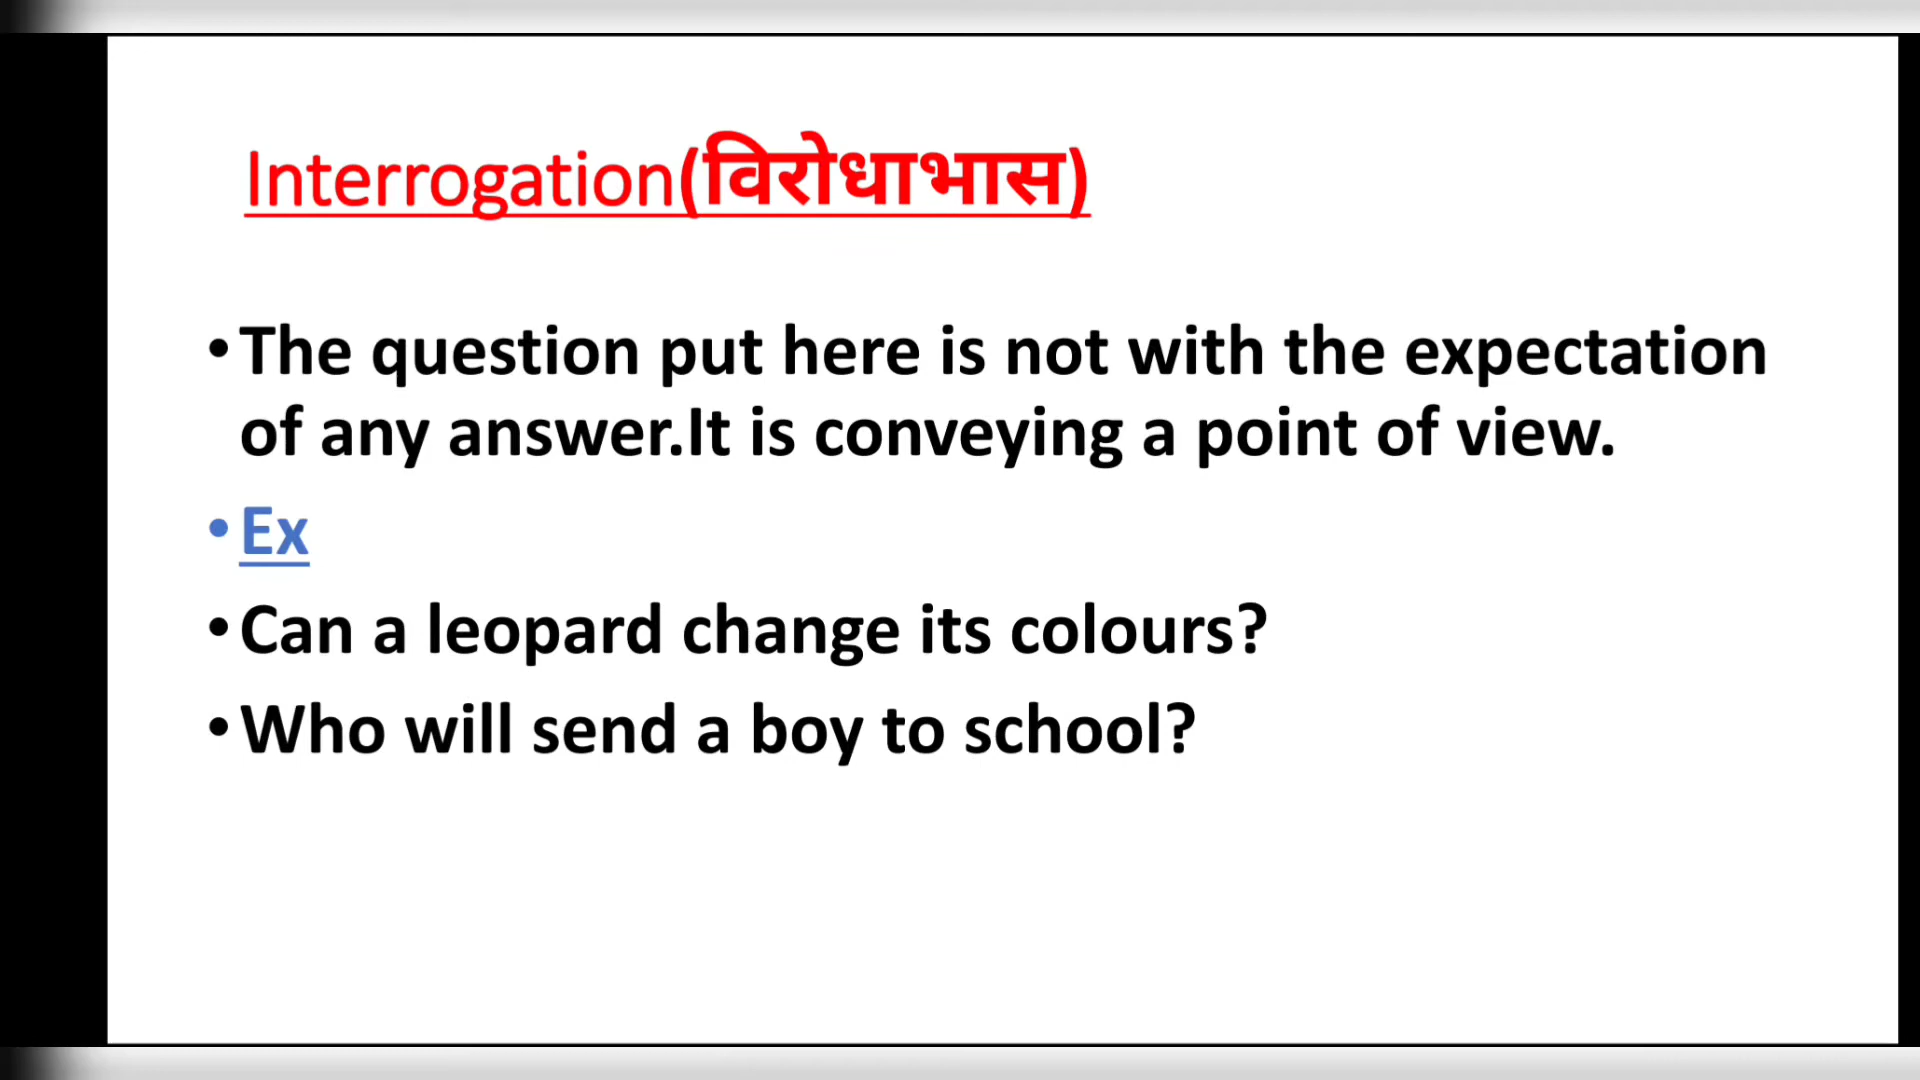 Interrogation(विरोधाभास)
•The question put here is not with the expectation
of any answer.It is conveying a point of view.
•Ex
•Can a leopard change its colours?
•Who will send a boy to school?